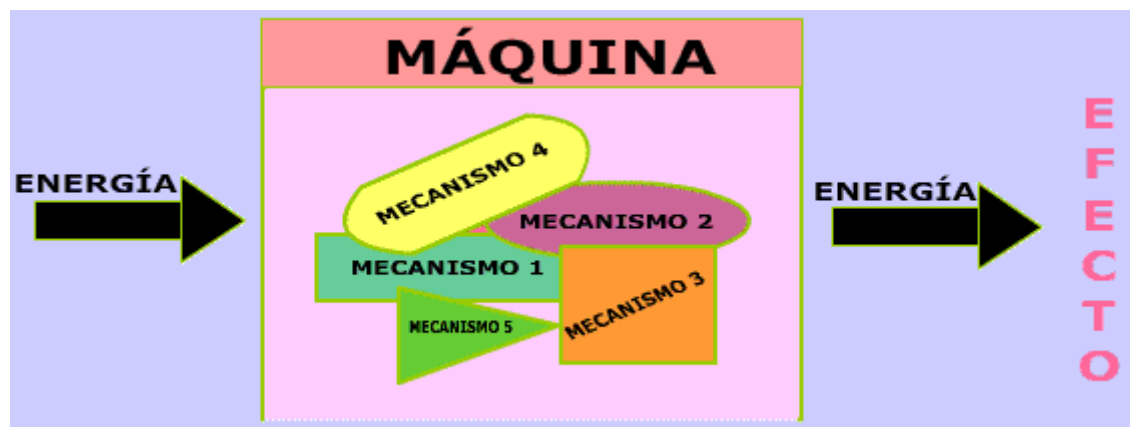 MÁQUINA
ENERGÍA
MECANISMO 4
MECANISMO 2
MECANISMO 1
MECANISMO 3
MECANISMO 5
ENERGÍA
EFECTO